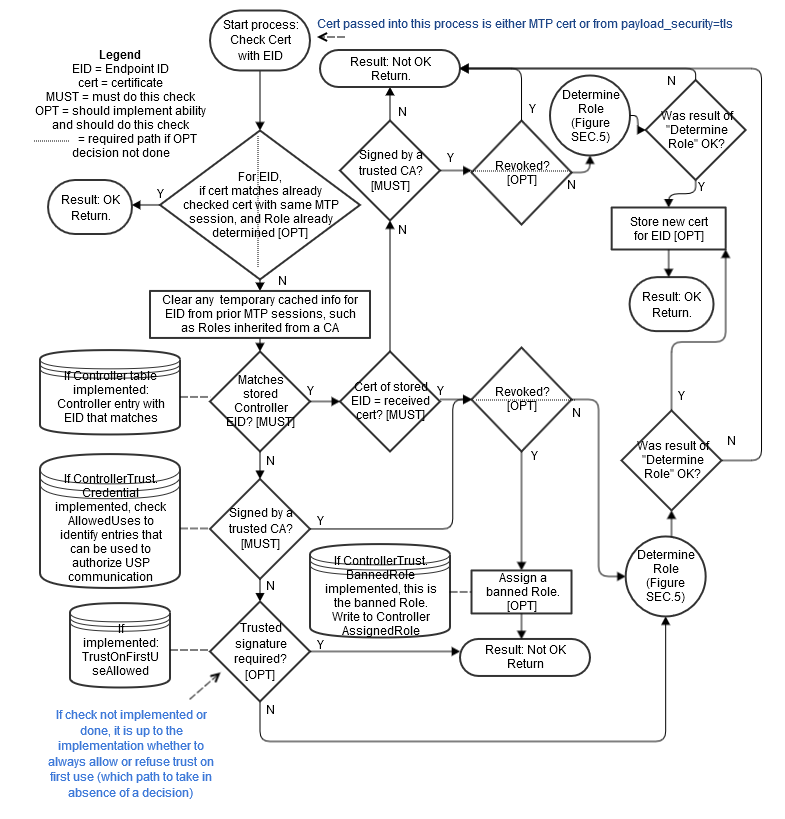 Start process:
Check Cert
with EID
Cert passed into this process is either MTP cert or from payload_security=tls
Legend
EID = Endpoint ID
cert = certificate
MUST = must do this check
OPT = should implement ability
and should do this check
= required path if OPT
decision not done
Result: Not OK
Return.
N
Determine
Role
(Figure
SEC.5)
N
Was result of
"Determine
Role" OK?
Y
Signed by a
trusted CA?
[MUST]
Y
N
Revoked?
[OPT]
Y
N
For EID,
if cert matches already
checked cert with same MTP
session, and Role already
determined [OPT]
Y
N
Result: OK
Return.
Store new cert
for EID [OPT]
Result: OK
Return.
Clear any temporary cached info for
EID from prior MTP sessions, such
as Roles inherited from a CA
If Controller table
implemented:
Controller entry with
EID that matches
Matches
stored
Controller
EID? [MUST]
Y
N
Cert of stored
EID = received
cert? [MUST]
Y
N
Revoked?
[OPT]
N
Y
Was result of
"Determine
Role" OK?
Y
N
If ControllerTrust.
Credential
implemented, check
AllowedUses to
identify entries that
can be used to
authorize USP
communication
Signed by a
trusted CA?
[MUST]
Y
N
If ControllerTrust.
BannedRole
implemented, this is
the banned Role.
Write to Controller
AssignedRole
Assign a
banned Role.
[OPT]
Determine
Role
(Figure
SEC.5)
If
implemented:
TrustOnFirstU
seAllowed
Trusted
signature
required?
[OPT]
Y
N
Result: Not OK
Return
If check not implemented or
done, it is up to the
implementation whether to
always allow or refuse trust on
first use (which path to take in
absence of a decision)